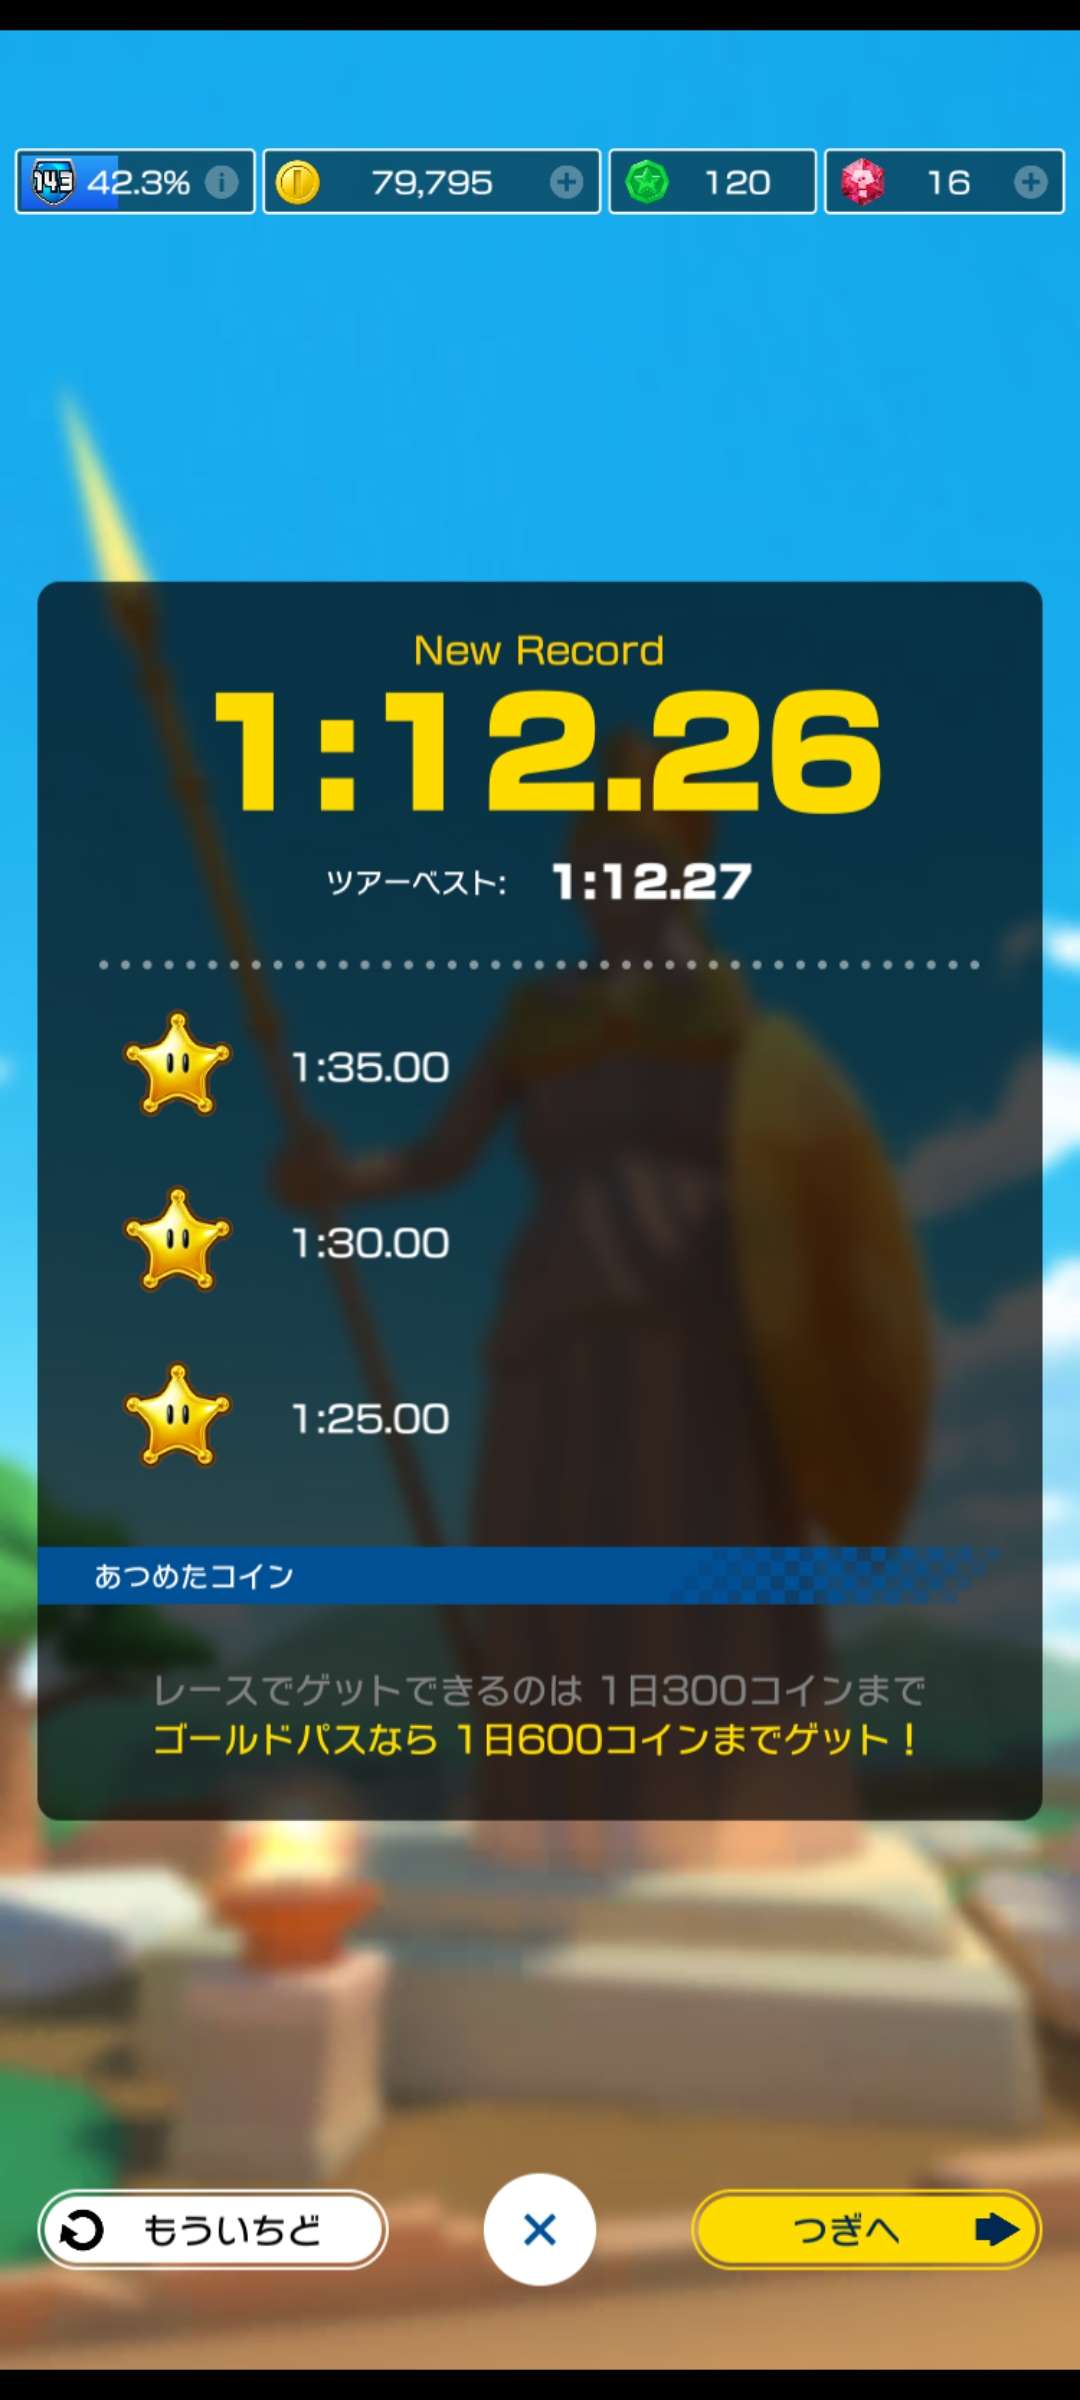 143 42.3% 79,795 120 16
New Record
1:12.26
ツアーベスト: 1:12.27
1:35.00
1:30.00
1:25.00
あつめたコイン
レースでゲットできるのは 1日300コインまで
ゴールドパスなら 1日600コインまでゲット！
もういちど つぎへ